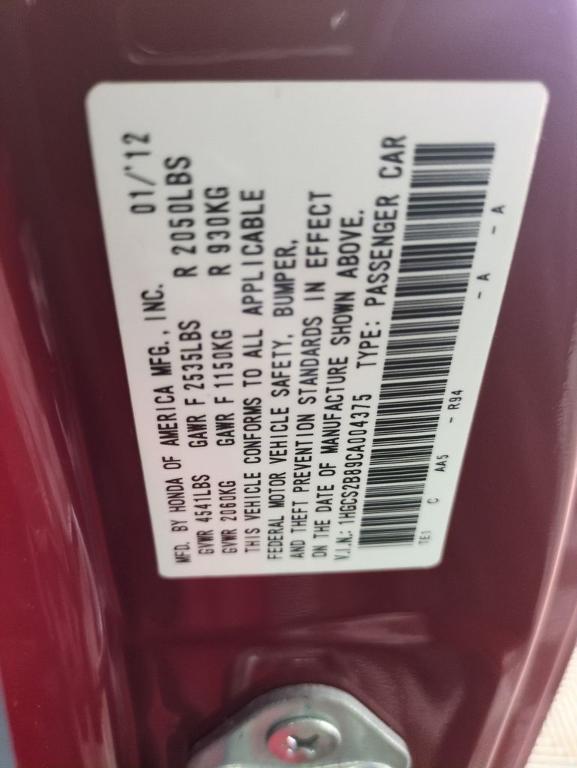 MFD. BY HONDA OF AMERICA MFG., INC. 01/'12
GVWR 4541LBS GAWR F 2535LBS R 2050LBS
GVWR 2060KG GAWR F 1150KG R 930KG
THIS VEHICLE CONFORMS TO ALL APPLICABLE
FEDERAL MOTOR VEHICLE SAFETY, BUMPER,
AND THEFT PREVENTION STANDARDS IN EFFECT
ON THE DATE OF MANUFACTURE SHOWN ABOVE.
V.I.N.: 1HGCS2B89CA004375 TYPE: PASSENGER CAR
TE1 C AA5 - R94 - A - A